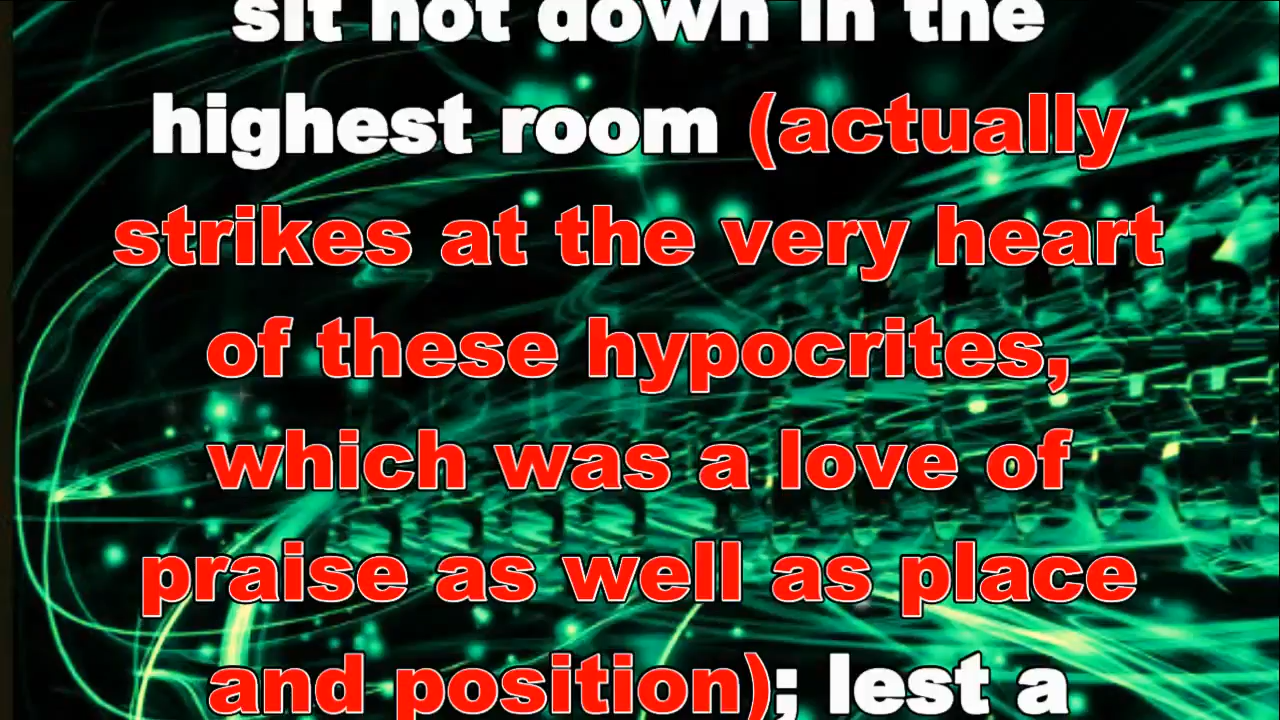 sit not down in the
highest room (actually
strikes at the very heart
of these hypocrites,
which was a love of
praise as well as place
and position); lest a